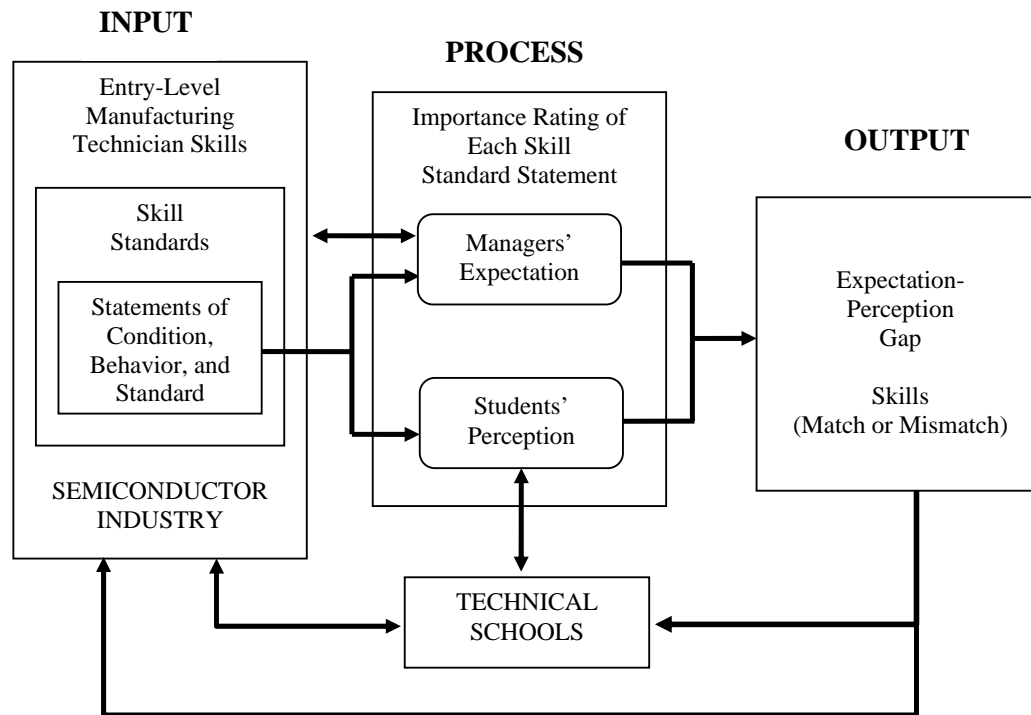 INPUT
Entry-Level
Manufacturing
Technician Skills
Skill
Standards
Statements of
Condition,
Behavior, and
Standard
SEMICONDUCTOR
INDUSTRY
PROCESS
Importance Rating of
Each Skill
Standard Statement
Managers’
Expectation
Students’
Perception
TECHNICAL
SCHOOLS
OUTPUT
Expectation-
Perception
Gap
Skills
(Match or Mismatch)